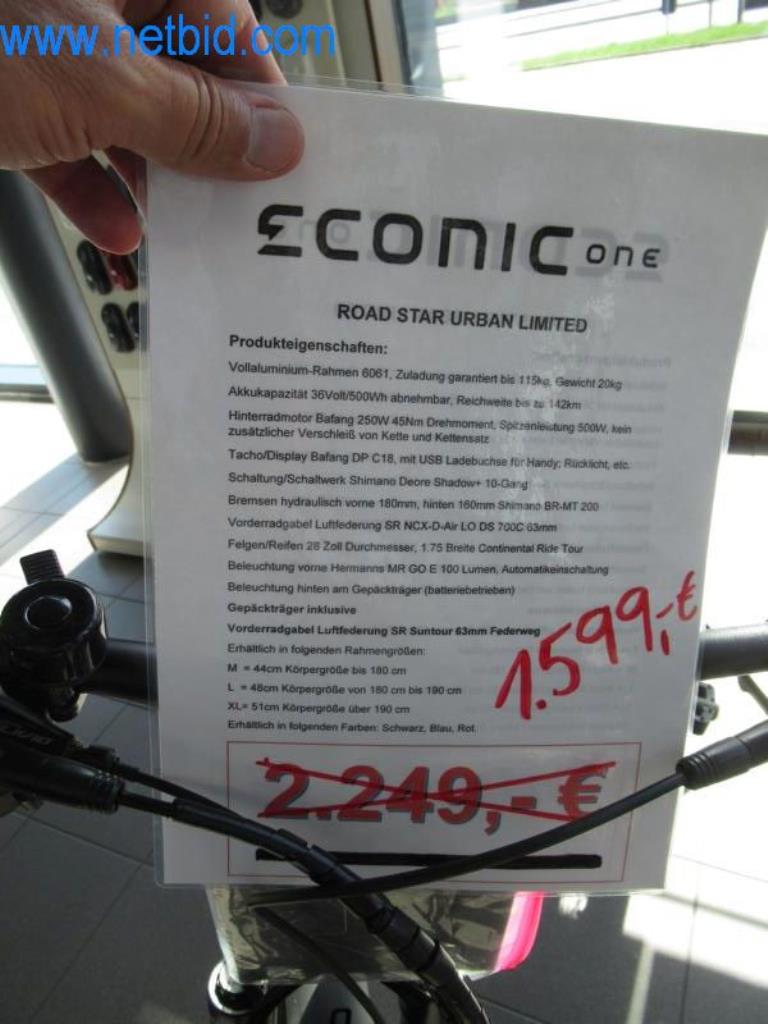 www.netbid.com
ECONIC ONE
ROAD STAR URBAN LIMITED
Produkteigenschaften:
Vollaluminium-Rahmen 6061, Zuladung garantiert bis 115kg, Gewicht 20kg
Akkukapazität 36Volt/500Wh abnehmbar, Reichweite bis zu 142km
Hinterradmotor Bafang 250W 45Nm Drehmoment, Spitzenleistung 500W, kein
zusätzlicher Verschleiß von Kette und Kettensatz
Tacho/Display Bafang DP C18, mit USB Ladebuchse für Handy; Rücklicht, etc.
Schaltung/Schaltwerk Shimano Deore Shadow+ 10-Gang
Bremsen hydraulisch vorne 180mm, hinten 160mm Shimano BR-MT 200
Vorderradgabel Luftfederung SR NCX-D-Air LO DS 700C 63mm
Felgen/Reifen 28 Zoll Durchmesser, 1.75 Breite Continental Ride Tour
Beleuchtung vorne Hermanns MR GO E 100 Lumen, Automatikeinschaltung
Beleuchtung hinten am Gepäckträger (batteriebetrieben)
Gepäckträger inklusive
Vorderradgabel Luftfederung SR Suntour 63mm Federweg
Erhältlich in folgenden Rahmengrößen:
M = 44cm Körpergröße bis 180 cm
L = 48cm Körpergröße von 180 cm bis 190 cm
XL= 51cm Körpergröße über 190 cm
Erhältlich in folgenden Farben: Schwarz, Blau, Rot.
1.599,-€
2.249,- €